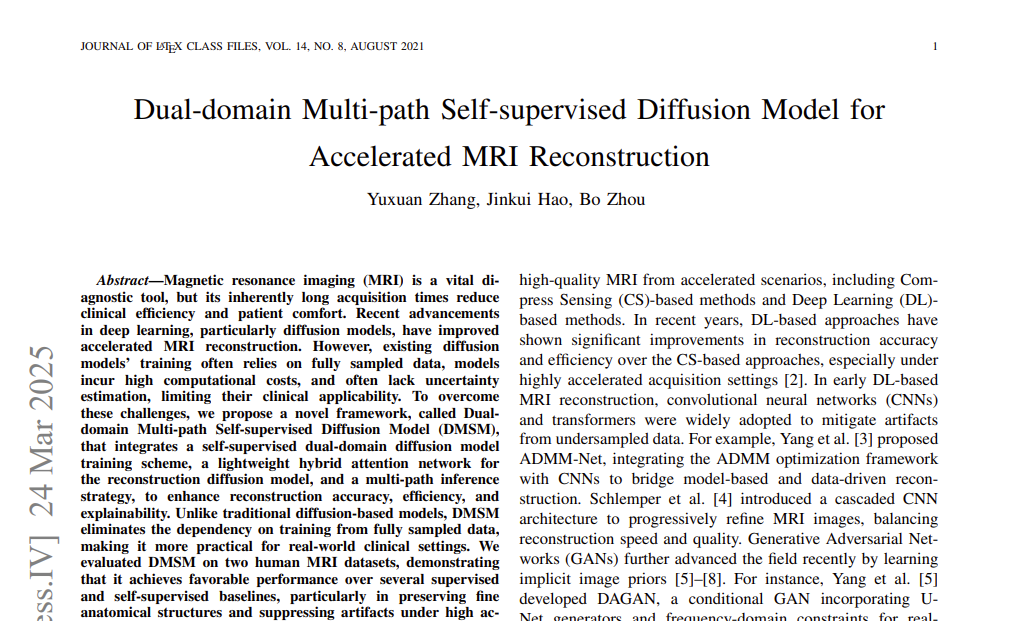 JOURNAL OF LATEX CLASS FILES, VOL. 14, NO. 8, AUGUST 2021
1
Dual-domain Multi-path Self-supervised Diffusion Model for
Accelerated MRI Reconstruction
Yuxuan Zhang, Jinkui Hao, Bo Zhou
Abstract—Magnetic resonance imaging (MRI) is a vital di-
agnostic tool, but its inherently long acquisition times reduce
clinical efficiency and patient comfort. Recent advancements
in deep learning, particularly diffusion models, have improved
accelerated MRI reconstruction. However, existing diffusion
models' training often relies on fully sampled data, models
incur high computational costs, and often lack uncertainty
estimation, limiting their clinical applicability. To overcome
these challenges, we propose a novel framework, called Dual-
domain Multi-path Self-supervised Diffusion Model (DMSM),
that integrates a self-supervised dual-domain diffusion model
training scheme, a lightweight hybrid attention network for
the reconstruction diffusion model, and a multi-path inference
strategy, to enhance reconstruction accuracy, efficiency, and
explainability. Unlike traditional diffusion-based models, DMSM
eliminates the dependency on training from fully sampled data,
making it more practical for real-world clinical settings. We
evaluated DMSM on two human MRI datasets, demonstrating
that it achieves favorable performance over several supervised
and self-supervised baselines, particularly in preserving fine
anatomical structures and suppressing artifacts under high ac-
high-quality MRI from accelerated scenarios, including Com-
press Sensing (CS)-based methods and Deep Learning (DL)-
based methods. In recent years, DL-based approaches have
shown significant improvements in reconstruction accuracy
and efficiency over the CS-based approaches, especially under
highly accelerated acquisition settings [2]. In early DL-based
MRI reconstruction, convolutional neural networks (CNNs)
and transformers were widely adopted to mitigate artifacts
from undersampled data. For example, Yang et al. [3] proposed
ADMM-Net, integrating the ADMM optimization framework
with CNNs to bridge model-based and data-driven recon-
struction. Schlemper et al. [4] introduced a cascaded CNN
architecture to progressively refine MRI images, balancing
reconstruction speed and quality. Generative Adversarial Net-
works (GANs) further advanced the field recently by learning
implicit image priors [5]–[8]. For instance, Yang et al. [5]
developed DAGAN, a conditional GAN incorporating U-
Net generators and frequency-domain constraints for real-
ess.IV] 24 Mar 2025